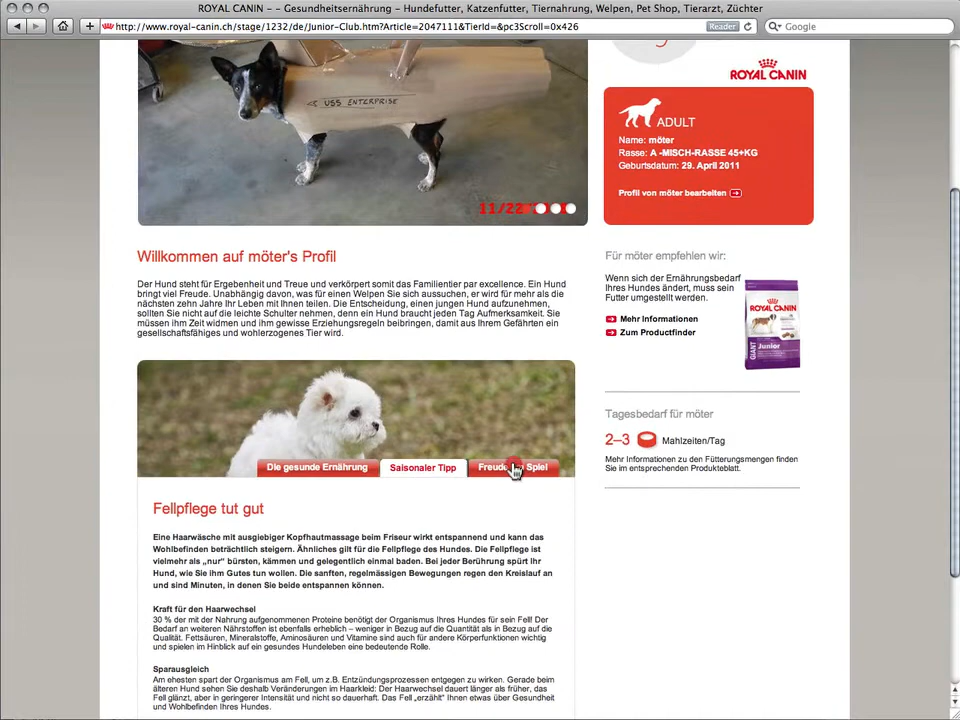 ROYAL CANIN – - Gesundheitsernährung - Hundefutter, Katzenfutter, Tiernahrung, Welpen, Pet Shop, Tierarzt, Züchter
http://www.royal-canin.ch/stage/1232/de/Junior-Club.htm?Article=2047111&TierId=&pc3Scroll=0x426
Reader
Google
<- USS ENTERPRISE
11/22
ROYAL CANIN
ADULT
Name: möter
Rasse: A -MISCH-RASSE 45+KG
Geburtsdatum: 29. April 2011
Profil von möter bearbeiten
Willkommen auf möter's Profil
Der Hund steht für Ergebenheit und Treue und verkörpert somit das Familientier par excellence. Ein Hund
bringt viel Freude. Unabhängig davon, was für einen Welpen Sie sich aussuchen, er wird für mehr als die
nächsten zehn Jahre Ihr Leben mit Ihnen teilen. Die Entscheidung, einen jungen Hund aufzunehmen,
sollten Sie nicht auf die leichte Schulter nehmen, denn ein Hund braucht jeden Tag Aufmerksamkeit. Sie
müssen ihm Zeit widmen und ihm gewisse Erziehungsregeln beibringen, damit aus Ihrem Gefährten ein
gesellschaftsfähiges und wohlerzogenes Tier wird.
Für möter empfehlen wir:
Wenn sich der Ernährungsbedarf
Ihres Hundes ändert, muss sein
Futter umgestellt werden.
Mehr Informationen
Zum Productfinder
ROYAL CANIN
GIANT
Junior
Tagesbedarf für möter
2–3 Mahlzeiten/Tag
Mehr Informationen zu den Fütterungsmengen finden
Sie im entsprechenden Produkteblatt.
Die gesunde Ernährung
Saisonaler Tipp
Freude Spiel
Fellpflege tut gut
Eine Haarwäsche mit ausgiebiger Kopfhautmassage beim Friseur wirkt entspannend und kann das
Wohlbefinden beträchtlich steigern. Ähnliches gilt für die Fellpflege des Hundes. Die Fellpflege ist
vielmehr als „nur“ bürsten, kämmen und gelegentlich einmal baden. Bei jeder Berührung spürt Ihr
Hund, wie Sie ihm Gutes tun wollen. Die sanften, regelmässigen Bewegungen regen den Kreislauf an
und sind Minuten, in denen Sie beide entspannen können.
Kraft für den Haarwechsel
30 % der mit der Nahrung aufgenommenen Proteine benötigt der Organismus Ihres Hundes für sein Fell! Der
Bedarf an weiteren Nährstoffen ist ebenfalls erheblich – weniger in Bezug auf die Quantität als in Bezug auf die
Qualität. Fettsäuren, Mineralstoffe, Aminosäuren und Vitamine sind auch für andere Körperfunktionen wichtig
und spielen im Hinblick auf ein gesundes Hundeleben eine bedeutende Rolle.
Sparausgleich
Am ehesten spart der Organismus am Fell, um z.B. Entzündungsprozessen entgegen zu wirken. Gerade beim
älteren Hund sehen Sie deshalb Veränderungen im Haarkleid: Der Haarwechsel dauert länger als früher, das
Fell glänzt, aber in geringerer Intensität und nicht so dauerhaft. Das Fell „erzählt“ Ihnen etwas über Gesundheit
und Wohlbefinden Ihres Hundes.